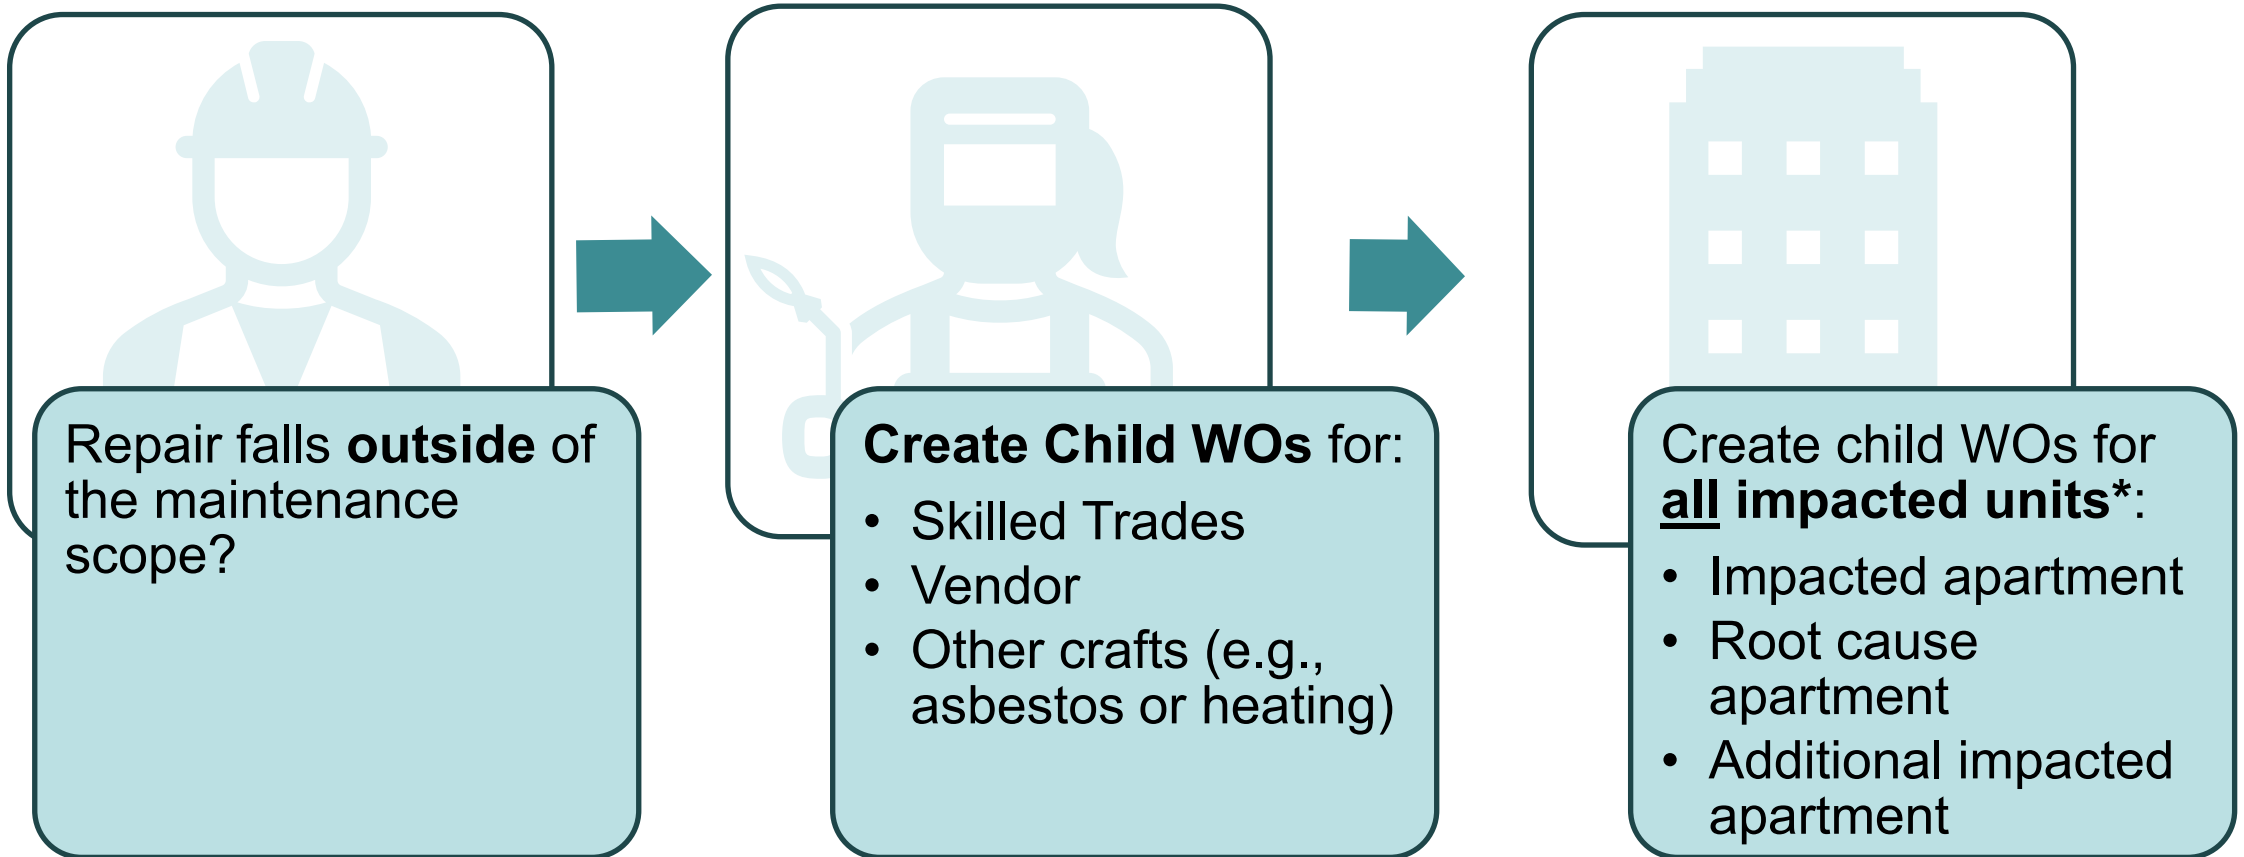 Repair falls outside of
the maintenance
scope?
Create Child WOs for:
• Skilled Trades
• Vendor
• Other crafts (e.g.,
asbestos or heating)
Create child WOs for
all impacted units*:
• Impacted apartment
• Root cause
apartment
• Additional impacted
apartment